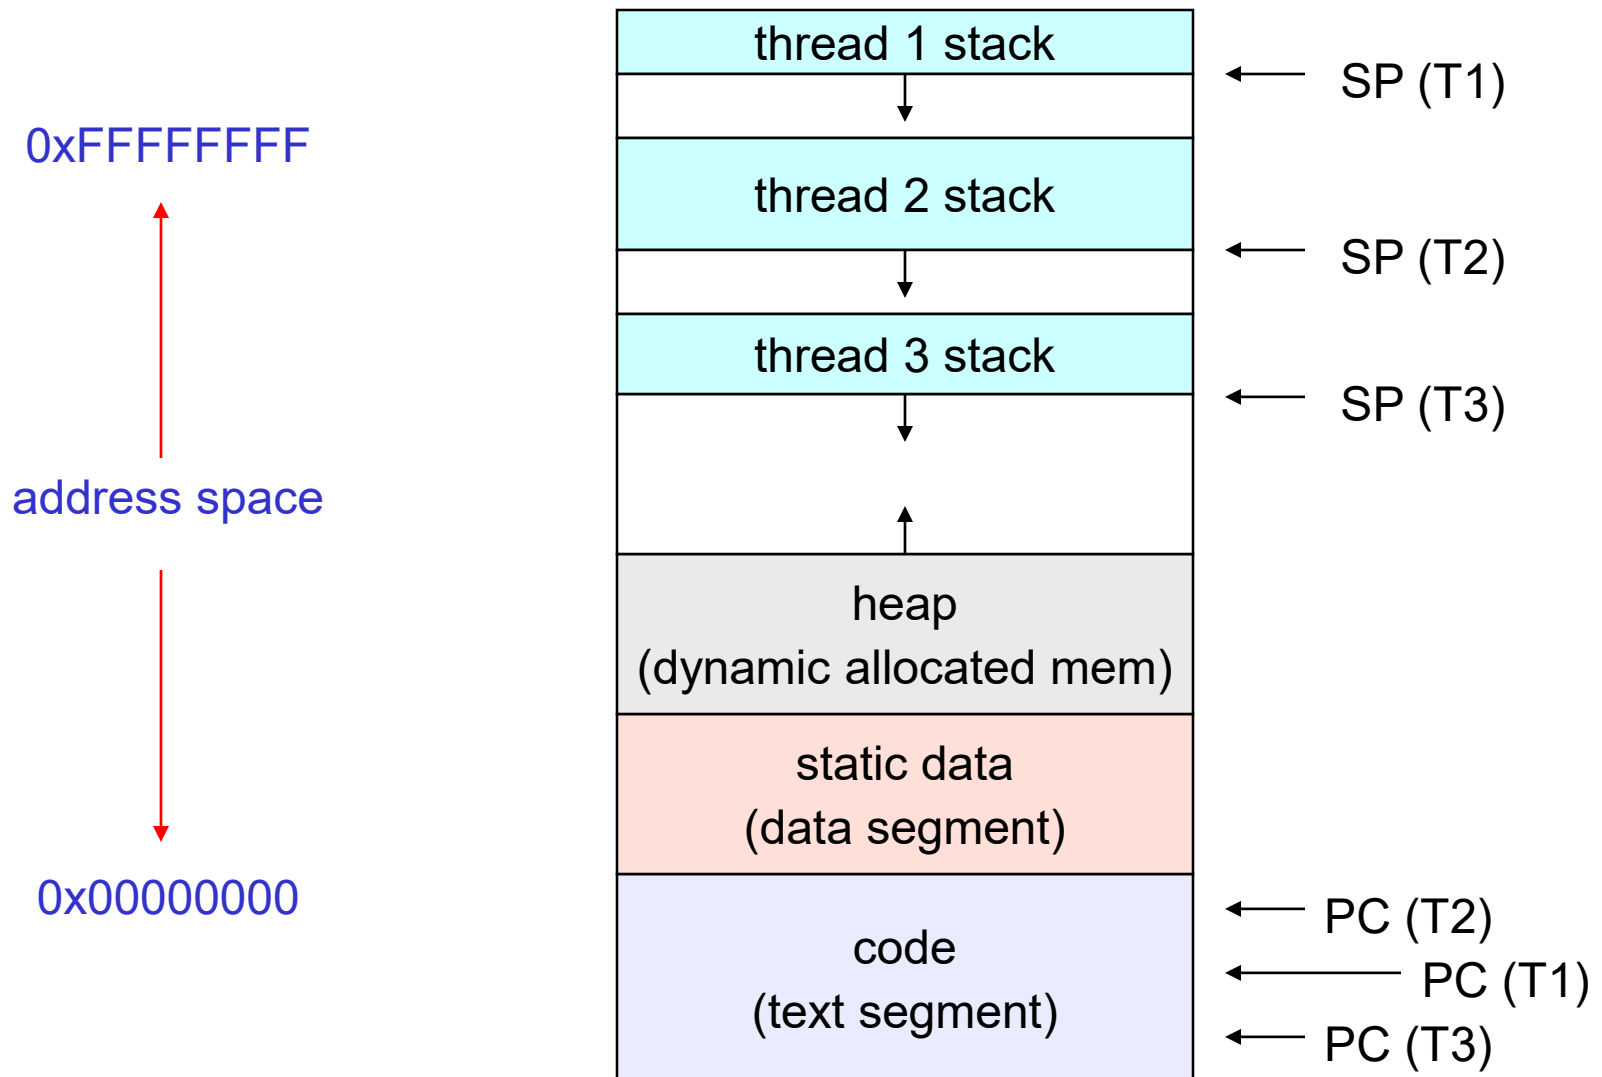 thread 1 stack
SP (T1)
0xFFFFFFFF
thread 2 stack
SP (T2)
thread 3 stack
SP (T3)
address space
heap
(dynamic allocated mem)
static data
(data segment)
0x00000000
PC (T2)
code
PC (T1)
(text segment)
PC (T3)